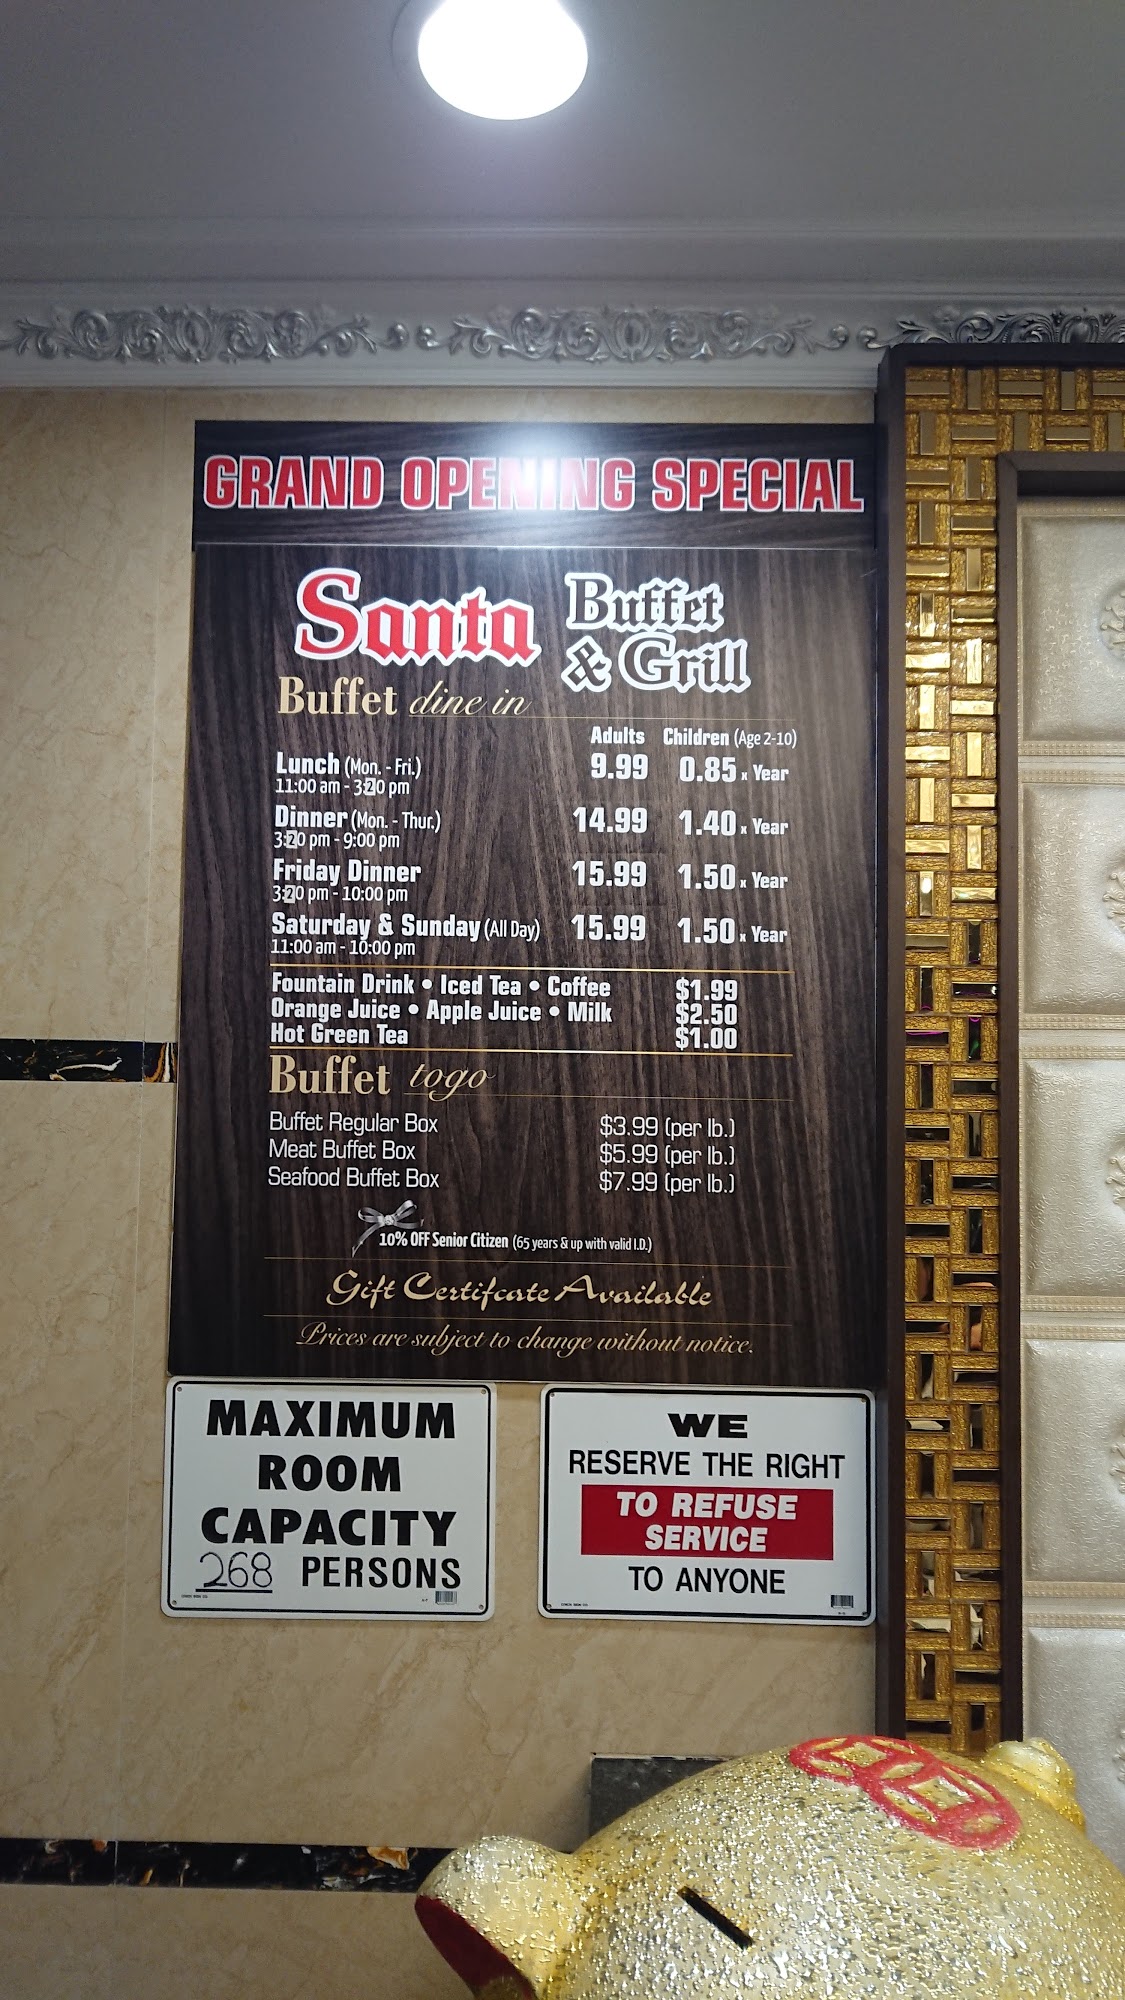 GRAND OPENING SPECIAL
Santa Buffet & Grill
Buffet dine in
Adults Children (Age 2-10)
Lunch (Mon. - Fri.) 9.99 0.85 x Year
11:00 am - 3:20 pm
Dinner (Mon. - Thur.) 14.99 1.40 x Year
3:20 pm - 9:00 pm
Friday Dinner 15.99 1.50 x Year
3:20 pm - 10:00 pm
Saturday & Sunday (All Day) 15.99 1.50 x Year
11:00 am - 10:00 pm
Fountain Drink • Iced Tea • Coffee $1.99
Orange Juice • Apple Juice • Milk $2.50
Hot Green Tea $1.00
Buffet togo
Buffet Regular Box $3.99 (per lb.)
Meat Buffet Box $5.99 (per lb.)
Seafood Buffet Box $7.99 (per lb.)
10% OFF Senior Citizen (65 years & up with valid I.D.)
Gift Certifcate Available
Prices are subject to change without notice.
MAXIMUM
ROOM
CAPACITY
268 PERSONS
WE
RESERVE THE RIGHT
TO REFUSE
SERVICE
TO ANYONE